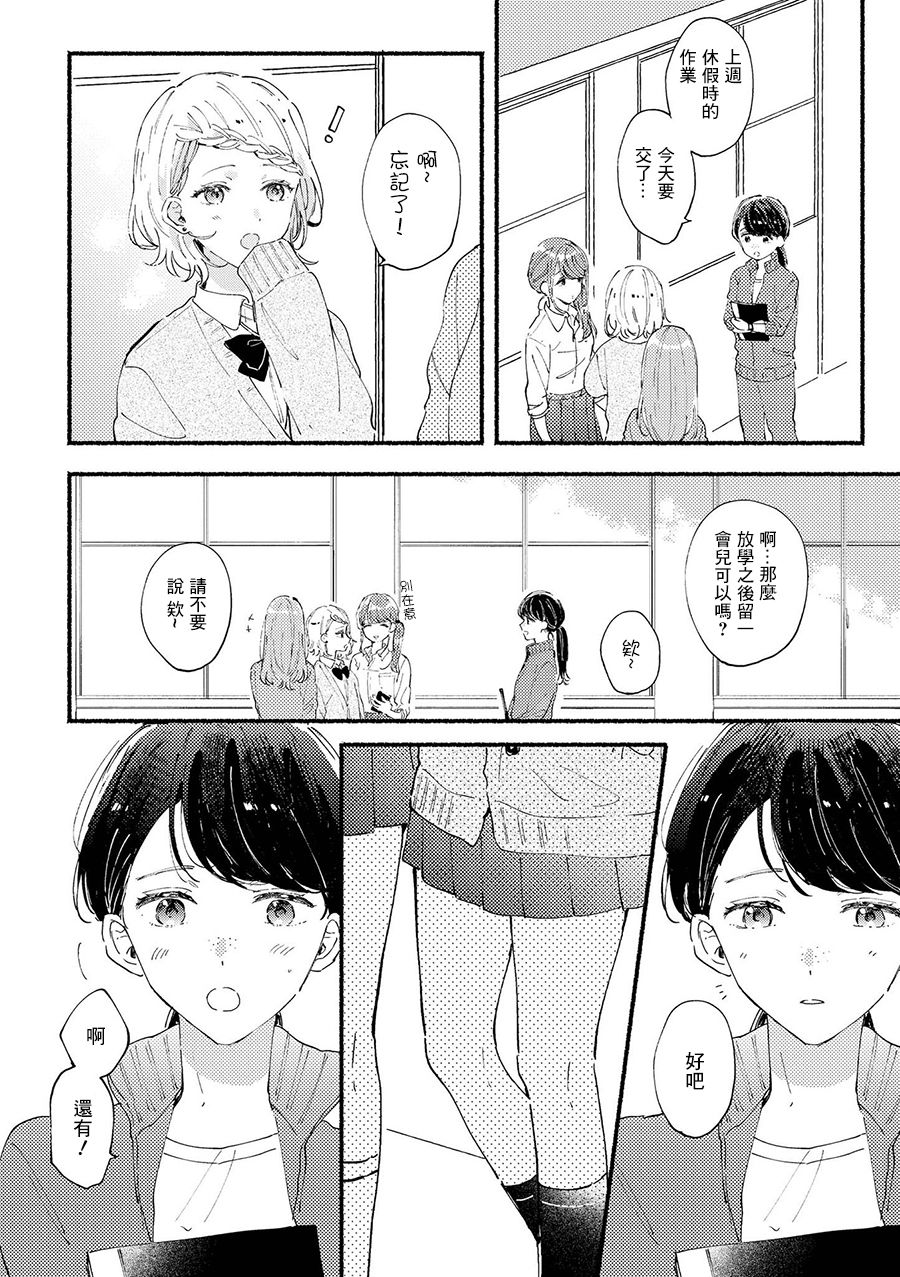 上週
休假時的
作業
今天要
交了…
！
啊~
忘記了！
啊…那麼
放學之後留一
會兒可以嗎？
欸~
別在意
請不要
說欸~
好吧
啊
還有！